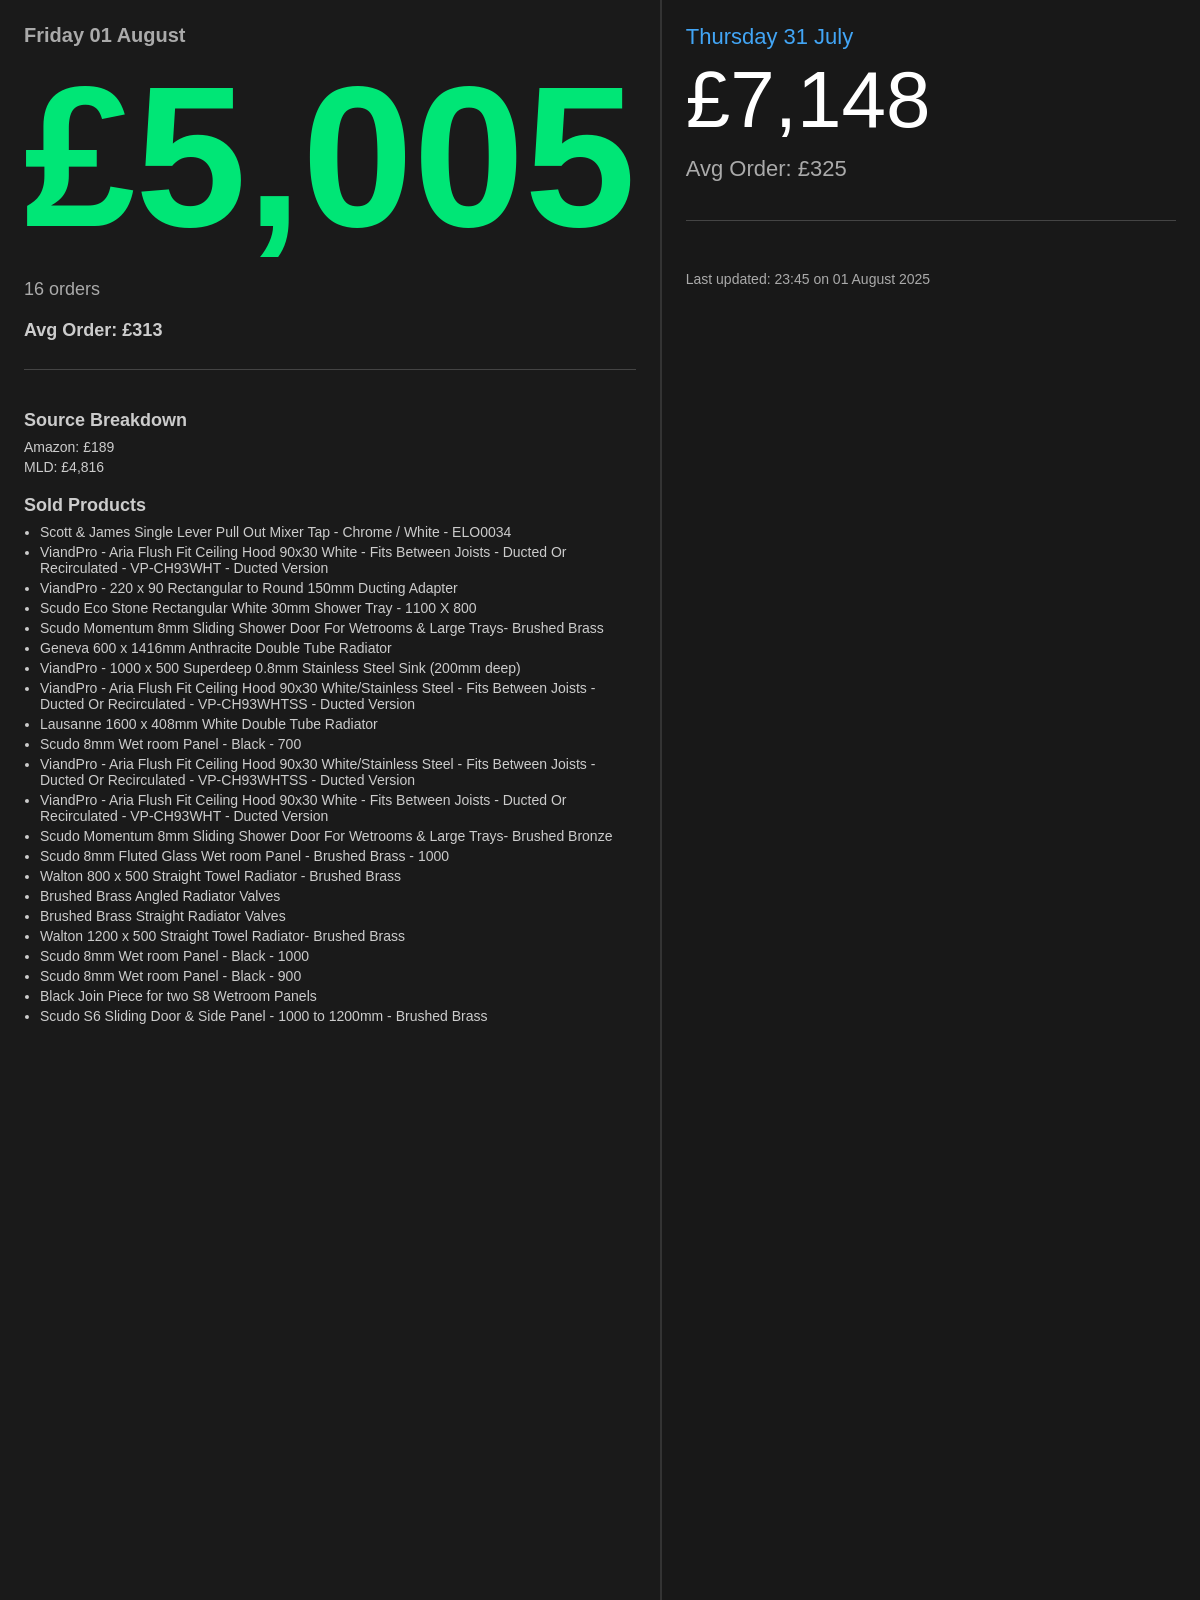 Friday 01 August
£5,005
16 orders
Avg Order: £313
Source Breakdown
Amazon: £189
MLD: £4,816
Sold Products
• Scott & James Single Lever Pull Out Mixer Tap - Chrome / White - ELO0034
• ViandPro - Aria Flush Fit Ceiling Hood 90x30 White - Fits Between Joists - Ducted Or
Recirculated - VP-CH93WHT - Ducted Version
• ViandPro - 220 x 90 Rectangular to Round 150mm Ducting Adapter
• Scudo Eco Stone Rectangular White 30mm Shower Tray - 1100 X 800
• Scudo Momentum 8mm Sliding Shower Door For Wetrooms & Large Trays- Brushed Brass
• Geneva 600 x 1416mm Anthracite Double Tube Radiator
• ViandPro - 1000 x 500 Superdeep 0.8mm Stainless Steel Sink (200mm deep)
• ViandPro - Aria Flush Fit Ceiling Hood 90x30 White/Stainless Steel - Fits Between Joists -
Ducted Or Recirculated - VP-CH93WHTSS - Ducted Version
• Lausanne 1600 x 408mm White Double Tube Radiator
• Scudo 8mm Wet room Panel - Black - 700
• ViandPro - Aria Flush Fit Ceiling Hood 90x30 White/Stainless Steel - Fits Between Joists -
Ducted Or Recirculated - VP-CH93WHTSS - Ducted Version
• ViandPro - Aria Flush Fit Ceiling Hood 90x30 White - Fits Between Joists - Ducted Or
Recirculated - VP-CH93WHT - Ducted Version
• Scudo Momentum 8mm Sliding Shower Door For Wetrooms & Large Trays- Brushed Bronze
• Scudo 8mm Fluted Glass Wet room Panel - Brushed Brass - 1000
• Walton 800 x 500 Straight Towel Radiator - Brushed Brass
• Brushed Brass Angled Radiator Valves
• Brushed Brass Straight Radiator Valves
• Walton 1200 x 500 Straight Towel Radiator- Brushed Brass
• Scudo 8mm Wet room Panel - Black - 1000
• Scudo 8mm Wet room Panel - Black - 900
• Black Join Piece for two S8 Wetroom Panels
• Scudo S6 Sliding Door & Side Panel - 1000 to 1200mm - Brushed Brass
Thursday 31 July
£7,148
Avg Order: £325
Last updated: 23:45 on 01 August 2025